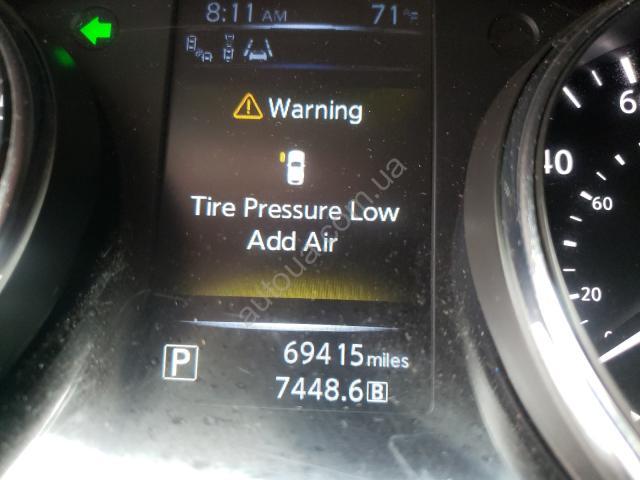 8:11 AM 71°F
Warning
Tire Pressure Low
Add Air
P 69415 miles
7448.6 B
40
60
20
autoua.com.ua